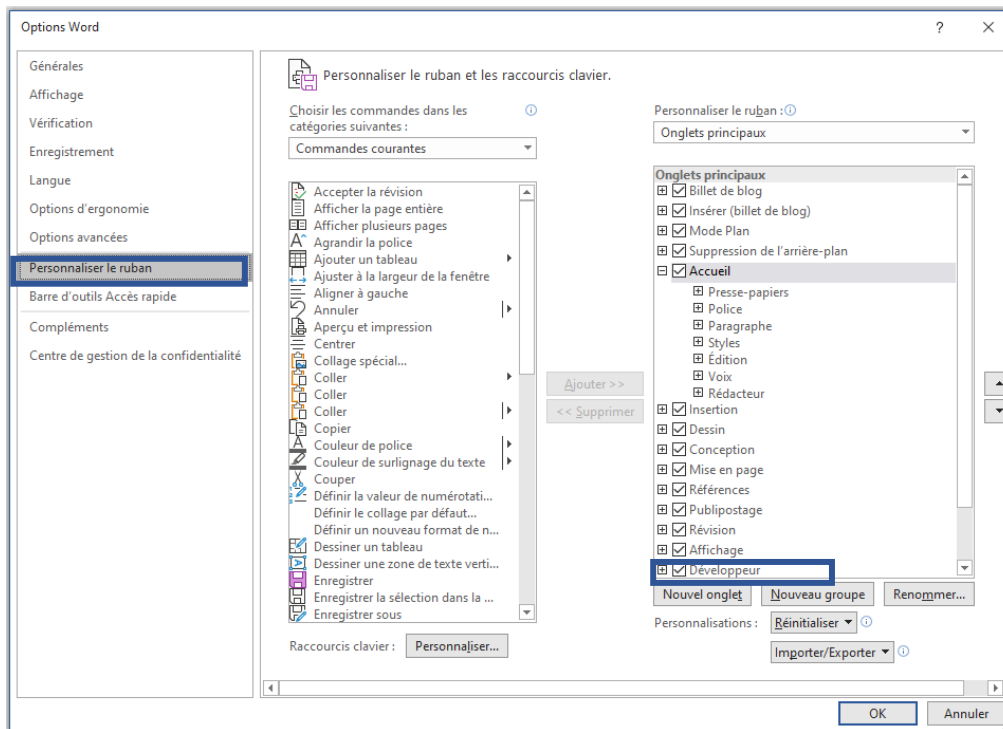 Options Word
?
Générales
Affichage
Vérification
Enregistrement
Langue
Options d'ergonomie
Options avancées
Personnaliser le ruban
Barre d'outils Accès rapide
Compléments
Centre de gestion de la confidentialité
Personnaliser le ruban et les raccourcis clavier.
Choisir les commandes dans les
catégories suivantes :
Commandes courantes
Accepter la révision
Afficher la page entière
Afficher plusieurs pages
Agrandir la police
Ajouter un tableau
Ajuster à la largeur de la fenêtre
Aligner à gauche
Annuler
Aperçu et impression
Centrer
Collage spécial...
Coller
Coller
Coller
Copier
Couleur de police
Couleur de surlignage du texte
Couper
Définir la valeur de numérotati...
Définir le collage par défaut...
Définir un nouveau format de n...
Dessiner un tableau
Dessiner une zone de texte verti...
Enregistrer
Enregistrer la sélection dans la ...
Enregistrer sous
Raccourcis clavier :
Personnaliser...
Ajouter >>
<< Supprimer
Personnaliser le ruban :
Onglets principaux
Onglets principaux
Billet de blog
Insérer (billet de blog)
Mode Plan
Suppression de l'arrière-plan
Accueil
Presse-papiers
Police
Paragraphe
Styles
Édition
Voix
Rédacteur
Insertion
Dessin
Conception
Mise en page
Références
Publipostage
Révision
Affichage
Développeur
Nouvel onglet
Nouveau groupe
Renommer...
Personnalisations :
Réinitialiser
Importer/Exporter
OK
Annuler